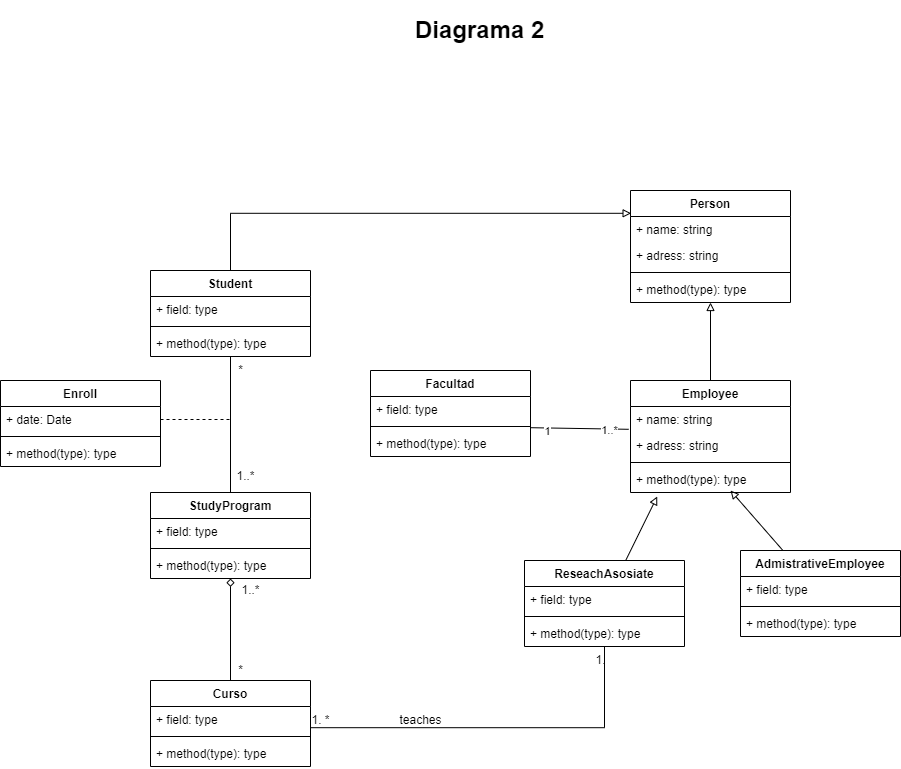 Diagrama 2
Person
+ name: string
+ adress: string
+ method(type): type
Student
+ field: type
+ method(type): type
*
Enroll
+ date: Date
+ method(type): type
Facultad
+ field: type
+ method(type): type
1
1..*
Employee
+ name: string
+ adress: string
+ method(type): type
1..*
StudyProgram
+ field: type
+ method(type): type
1..*
ReseachAsosiate
+ field: type
+ method(type): type
1.
AdmistrativeEmployee
+ field: type
+ method(type): type
*
Curso
+ field: type
+ method(type): type
1. *
teaches